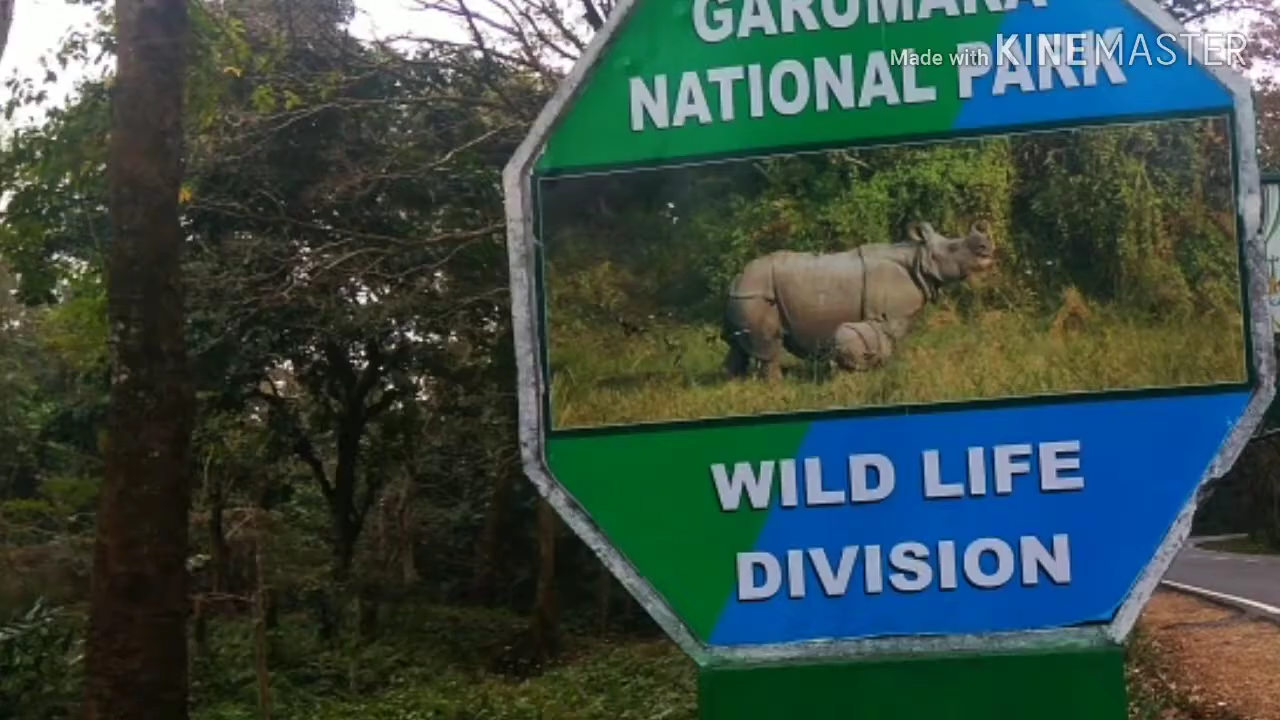 GARUMARA
NATIONAL PARK
Made with KINEMASTER
WILD LIFE
DIVISION